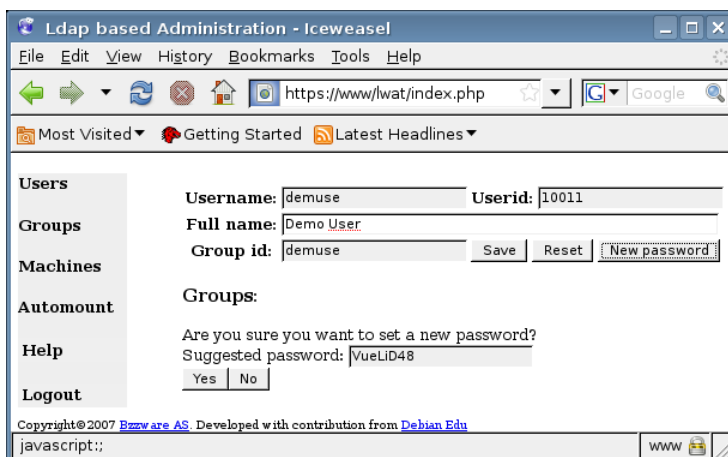 Ldap based Administration - Iceweasel
File Edit View History Bookmarks Tools Help
https://www/lwat/index.php G Google
Most Visited Getting Started Latest Headlines
Users
Groups
Machines
Automount
Help
Logout
Username: demuse Userid: 10011
Full name: Demo User
Group id: demuse Save Reset New password
Groups:
Are you sure you want to set a new password?
Suggested password: VueLiD48
Yes No
Copyright©2007 Bzzware AS. Developed with contribution from Debian Edu
javascript:; www